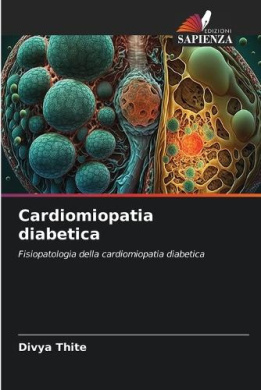 EDIZIONI
SAPIENZA
Cardiomiopatia
diabetica
Fisiopatologia della cardiomiopatia diabetica
Divya Thite